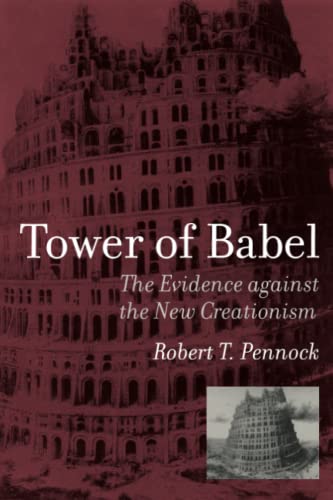 Tower of Babel
The Evidence against
the New Creationism
Robert T. Pennock